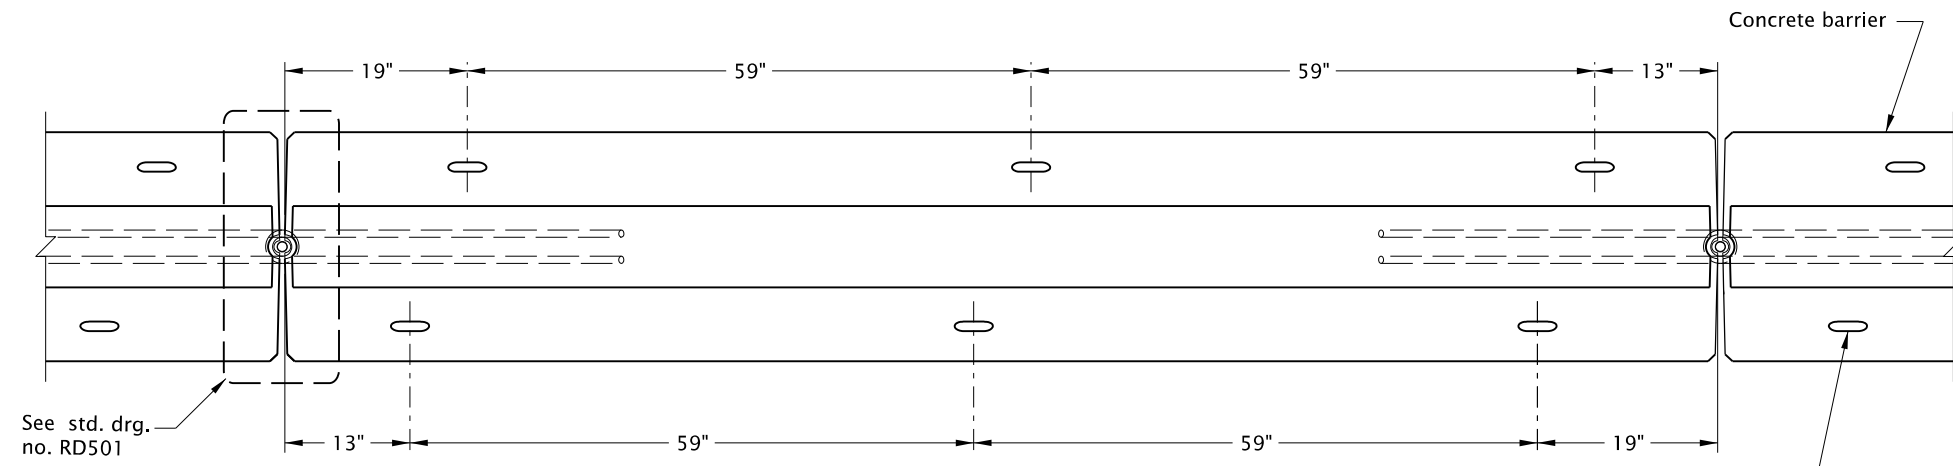 Concrete barrier
19" 59" 59" 13"
See std. drg.
no. RD501
13" 59" 59" 19"